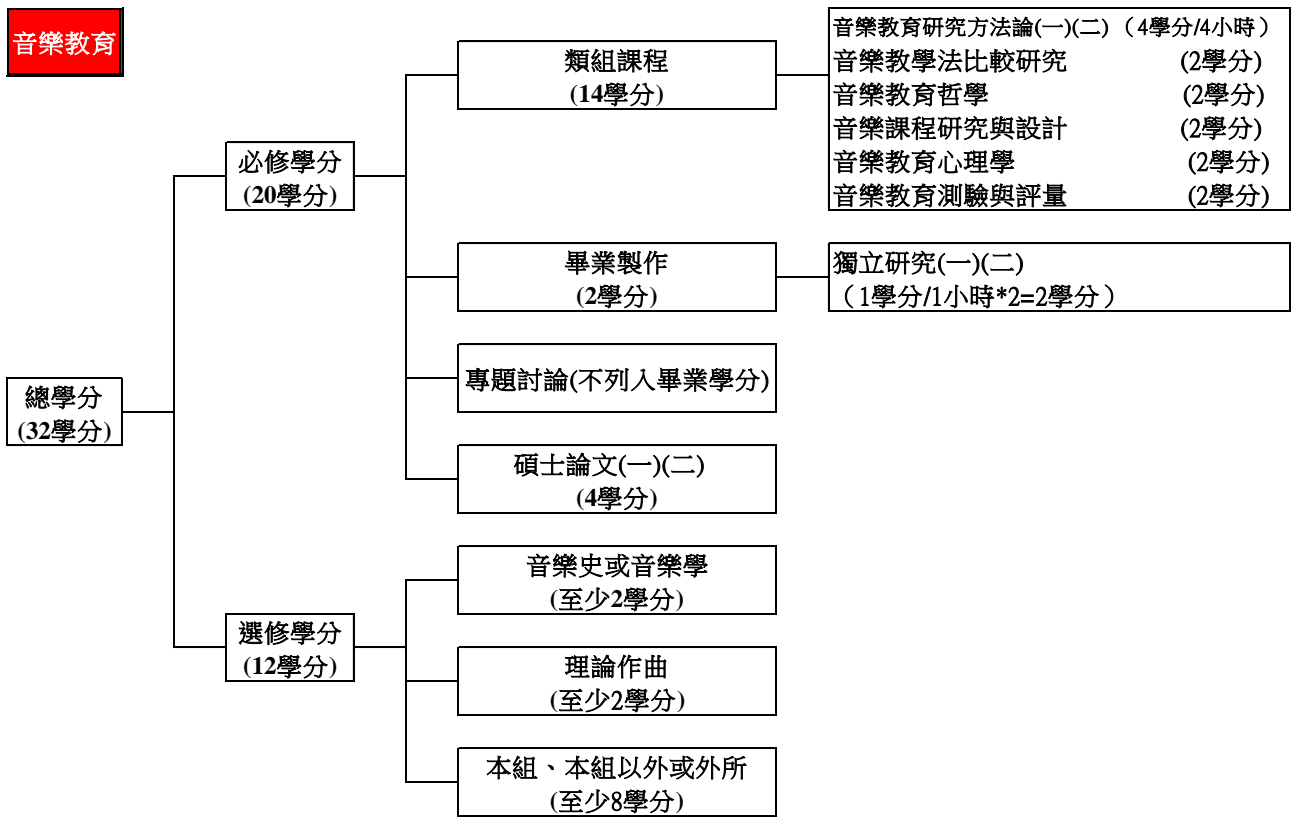 音樂教育
類組課程
(14學分)
音樂教育研究方法論(一)(二)（4學分/4小時）
音樂教學法比較研究 (2學分)
音樂教育哲學 (2學分)
音樂課程研究與設計 (2學分)
音樂教育心理學 (2學分)
音樂教育測驗與評量 (2學分)
必修學分
(20學分)
畢業製作
(2學分)
獨立研究(一)(二)
（1學分/1小時*2=2學分）
專題討論(不列入畢業學分)
總學分
(32學分)
碩士論文(一)(二)
(4學分)
音樂史或音樂學
(至少2學分)
選修學分
(12學分)
理論作曲
(至少2學分)
本組、本組以外或外所
(至少8學分)